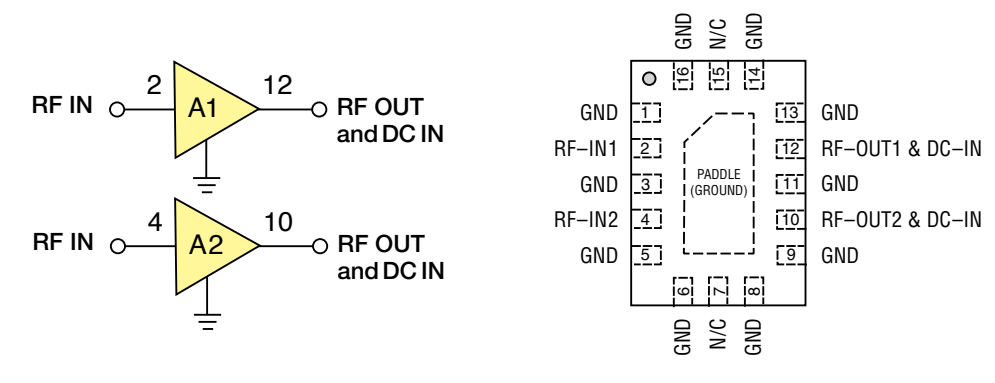 2
12
RF IN
A1
RF OUT
and DC IN
4
10
RF IN
A2
RF OUT
and DC IN
GND
N/C
GND
16
15
14
GND
1
13
GND
RF–IN1
2
12
RF–OUT1 & DC–IN
GND
3
PADDLE
(GROUND)
11
GND
RF–IN2
4
10
RF–OUT2 & DC–IN
GND
5
9
GND
6
7
8
GND
N/C
GND